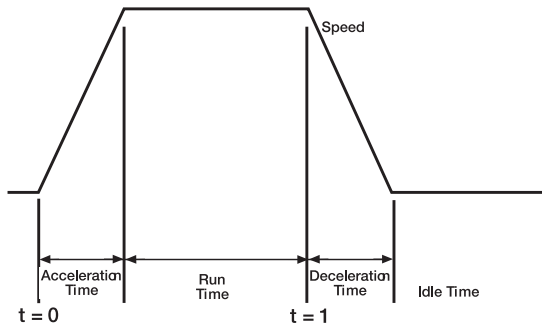 Speed
Acceleration
Time
Run
Time
Deceleration
Time
Idle Time
t = 0
t = 1